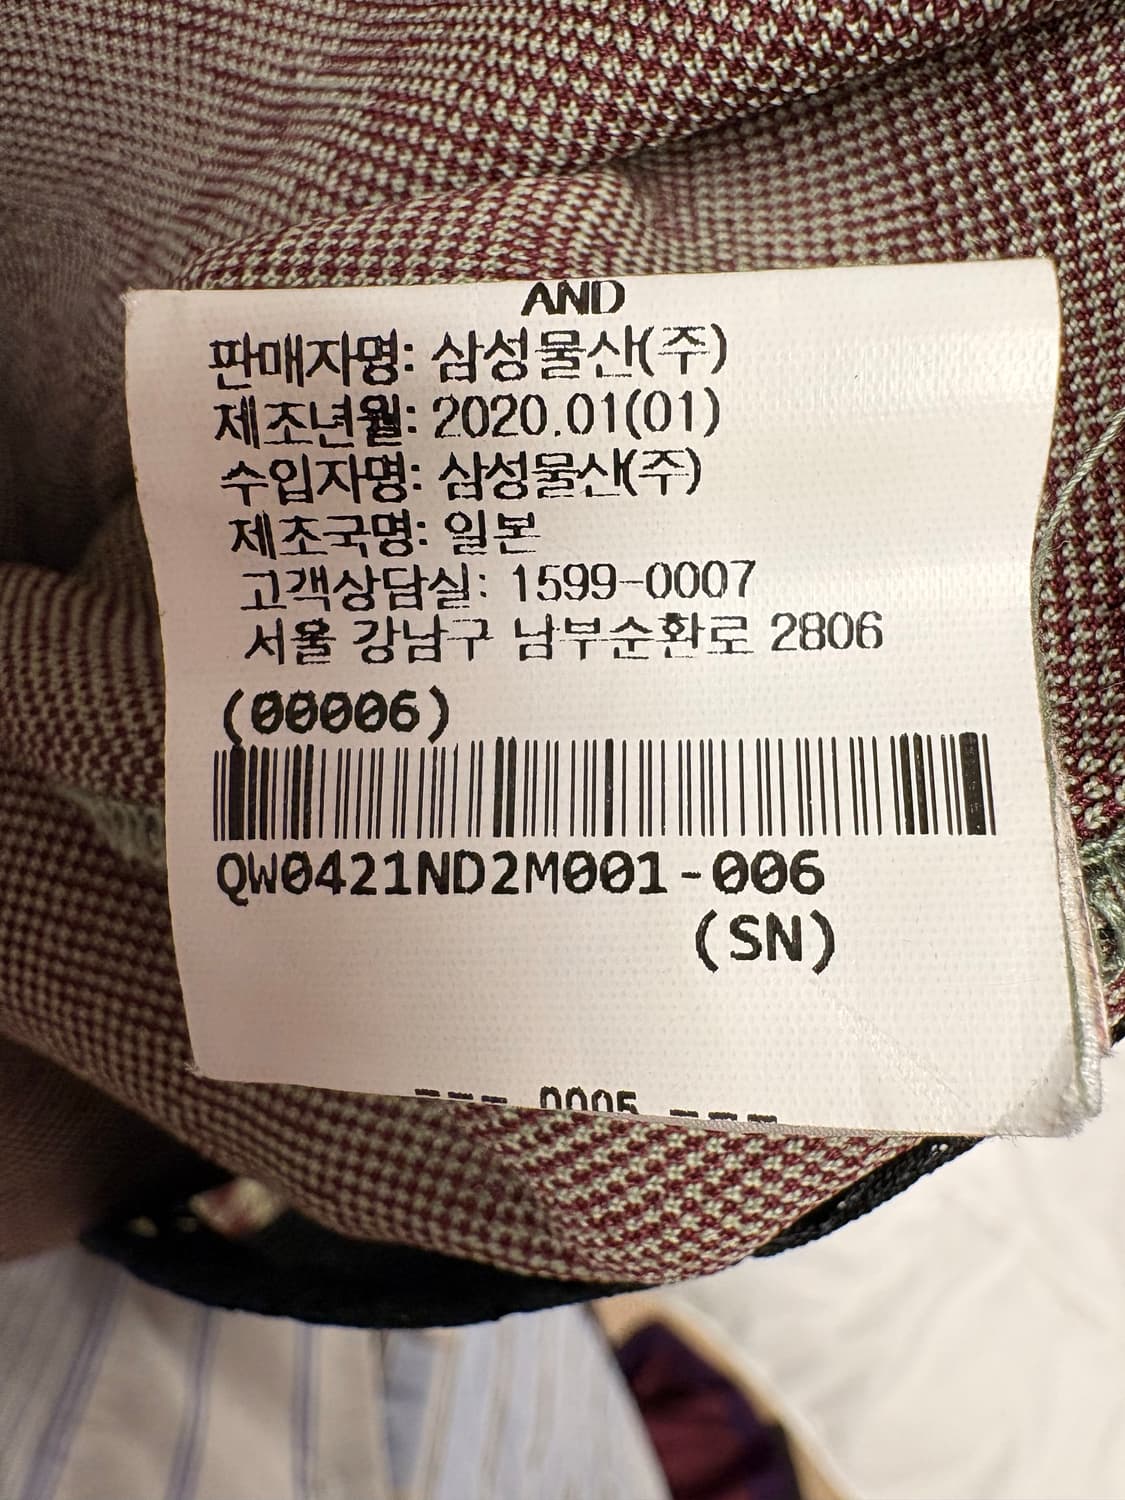 AND
판매자명: 삼성물산(주)
제조년월: 2020.01(01)
수입자명: 삼성물산(주)
제조국명: 일본
고객상담실: 1599-0007
서울 강남구 남부순환로 2806
(00006)
QW0421ND2M001-006
(SN)
--- 0005 ---